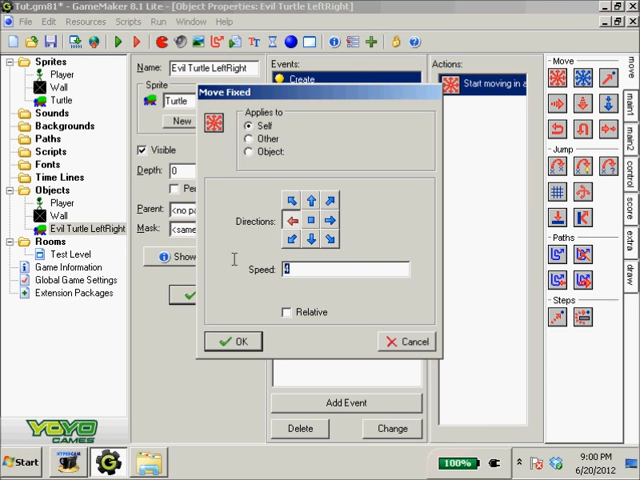 Tut.gm81* - GameMaker 8.1 Lite - [Object Properties: Evil Turtle LeftRight]
File Edit Resources Scripts Run Window Help
Sprites
Player
Wall
Turtle
Sounds
Backgrounds
Paths
Scripts
Fonts
Time Lines
Objects
Player
Wall
Evil Turtle LeftRight
Rooms
Test Level
Game Information
Global Game Settings
Extension Packages
YOYO
GAMES
Name: Evil Turtle LeftRight
Sprite
Turtle
New
Visible
Depth: 0
Parent: <no pa
Mask: <same
Show
Events:
Create
Add Event
Delete Change
Actions:
Start moving in a
Move Fixed
Applies to
Self
Other
Object:
Directions:
Speed: 4
Relative
OK Cancel
Move
Jump
Paths
Steps
move
main1
main2
control
score
extra
draw
Start
HYPERCAM
100%
9:00 PM
6/20/2012